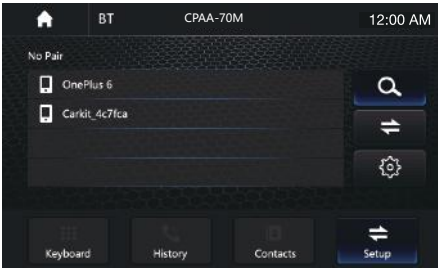 BT CPAA-70M 12:00 AM
No Pair
OnePlus 6
Carkit_4c7fca
Keyboard History Contacts Setup